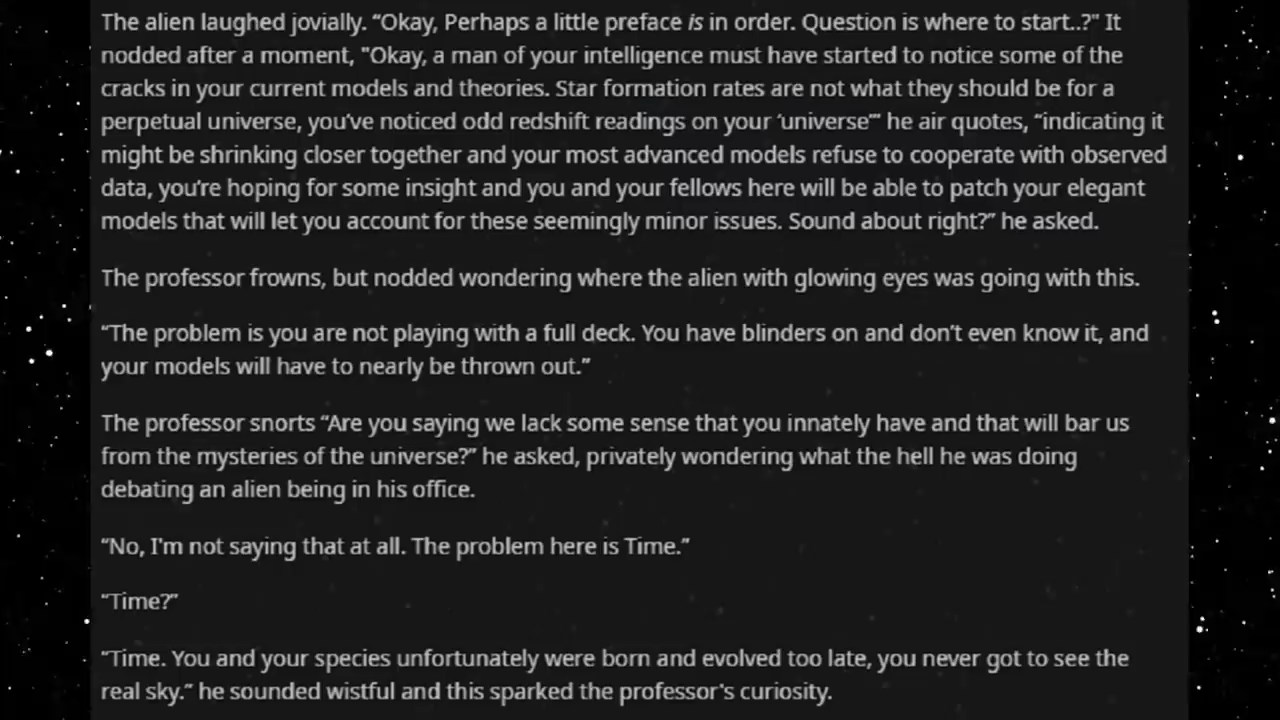 The alien laughed jovially. “Okay, Perhaps a little preface is in order. Question is where to start..?" It
nodded after a moment, "Okay, a man of your intelligence must have started to notice some of the
cracks in your current models and theories. Star formation rates are not what they should be for a
perpetual universe, you’ve noticed odd redshift readings on your ‘universe’” he air quotes, “indicating it
might be shrinking closer together and your most advanced models refuse to cooperate with observed
data, you’re hoping for some insight and you and your fellows here will be able to patch your elegant
models that will let you account for these seemingly minor issues. Sound about right?” he asked.
The professor frowns, but nodded wondering where the alien with glowing eyes was going with this.
“The problem is you are not playing with a full deck. You have blinders on and don’t even know it, and
your models will have to nearly be thrown out.”
The professor snorts “Are you saying we lack some sense that you innately have and that will bar us
from the mysteries of the universe?” he asked, privately wondering what the hell he was doing
debating an alien being in his office.
“No, I'm not saying that at all. The problem here is Time.”
“Time?”
“Time. You and your species unfortunately were born and evolved too late, you never got to see the
real sky.” he sounded wistful and this sparked the professor's curiosity.